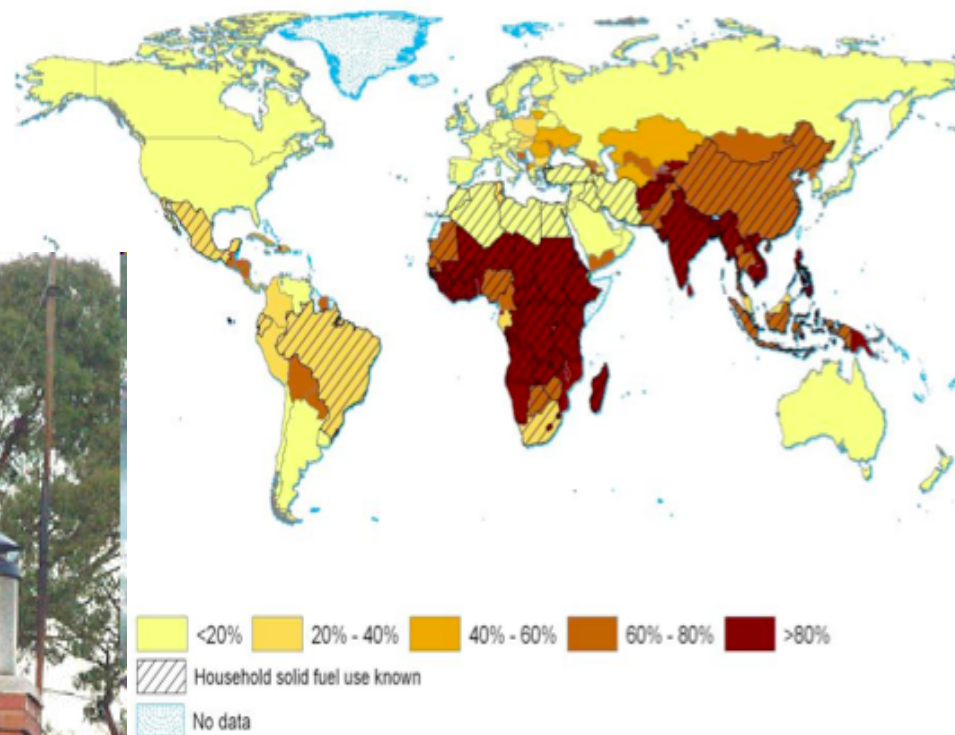 <20% 20% - 40% 40% - 60% 60% - 80% >80%
Household solid fuel use known
No data